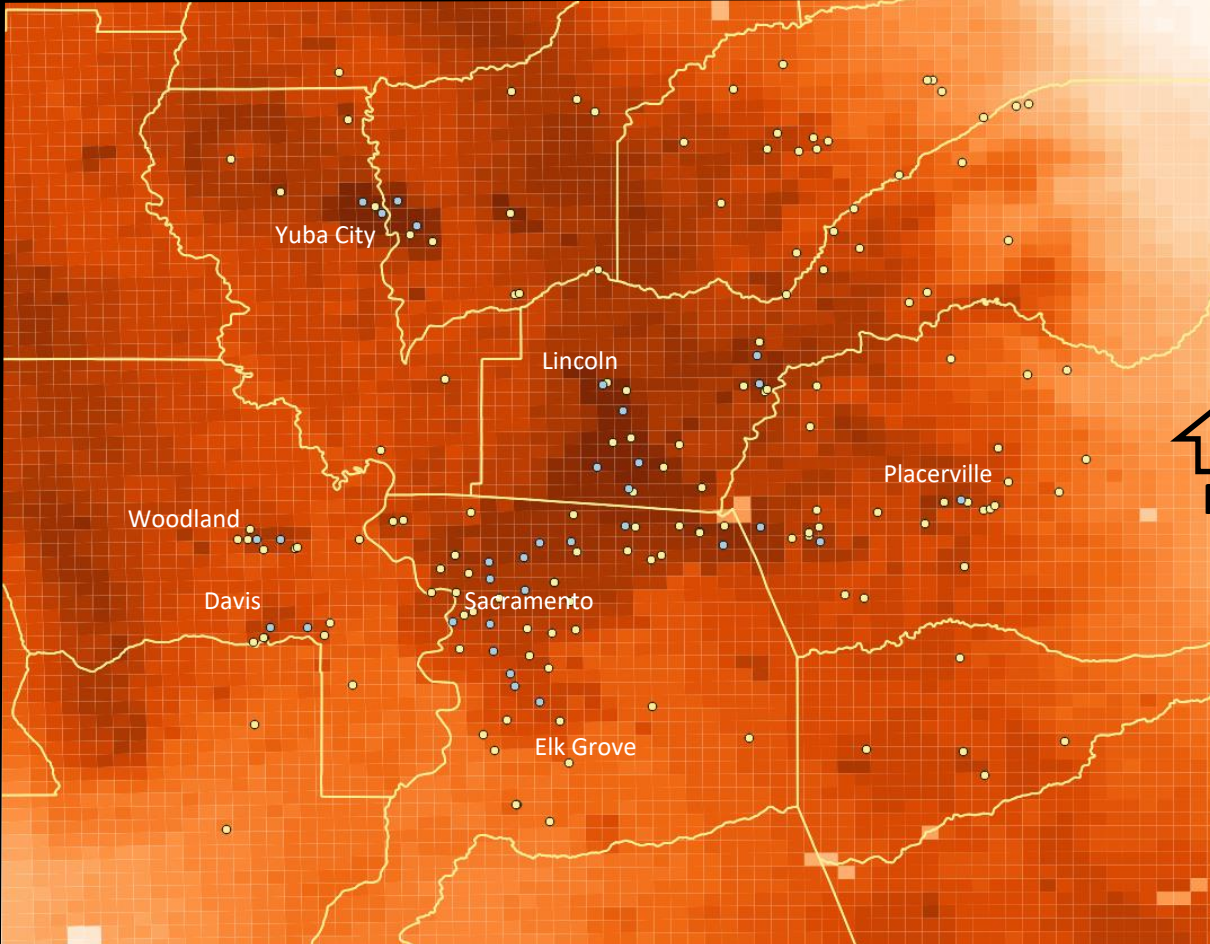 Yuba City
Lincoln
Placerville
Woodland
Davis
Sacramento
Elk Grove